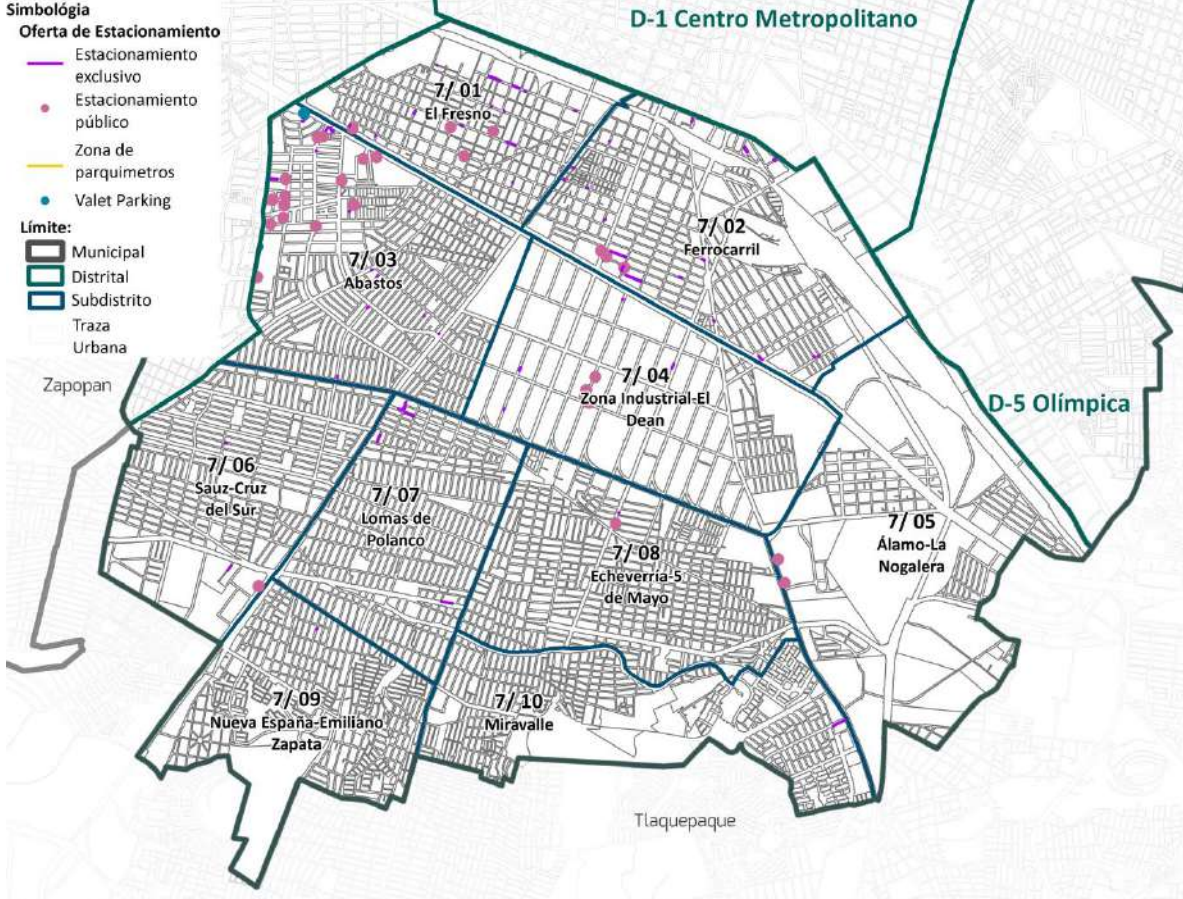 Simbológia
Oferta de Estacionamiento
Estacionamiento
exclusivo
Estacionamiento
público
Zona de
parquimetros
Valet Parking
Límite:
Municipal
Distrital
Subdistrito
Traza
Urbana
D-1 Centro Metropolitano
7/ 01
El Fresno
7/ 02
Ferrocarril
7/ 03
Abastos
Zapopan
7/ 04
Zona Industrial-El
Dean
D-5 Olímpica
7/ 06
Sauz-Cruz
del Sur
7/ 07
Lomas de
Polanco
7/ 05
Álamo-La
Nogalera
7/ 08
Echeverria-5
de Mayo
7/ 09
Nueva España-Emiliano
Zapata
7/ 10
Miravalle
Tlaquepaque